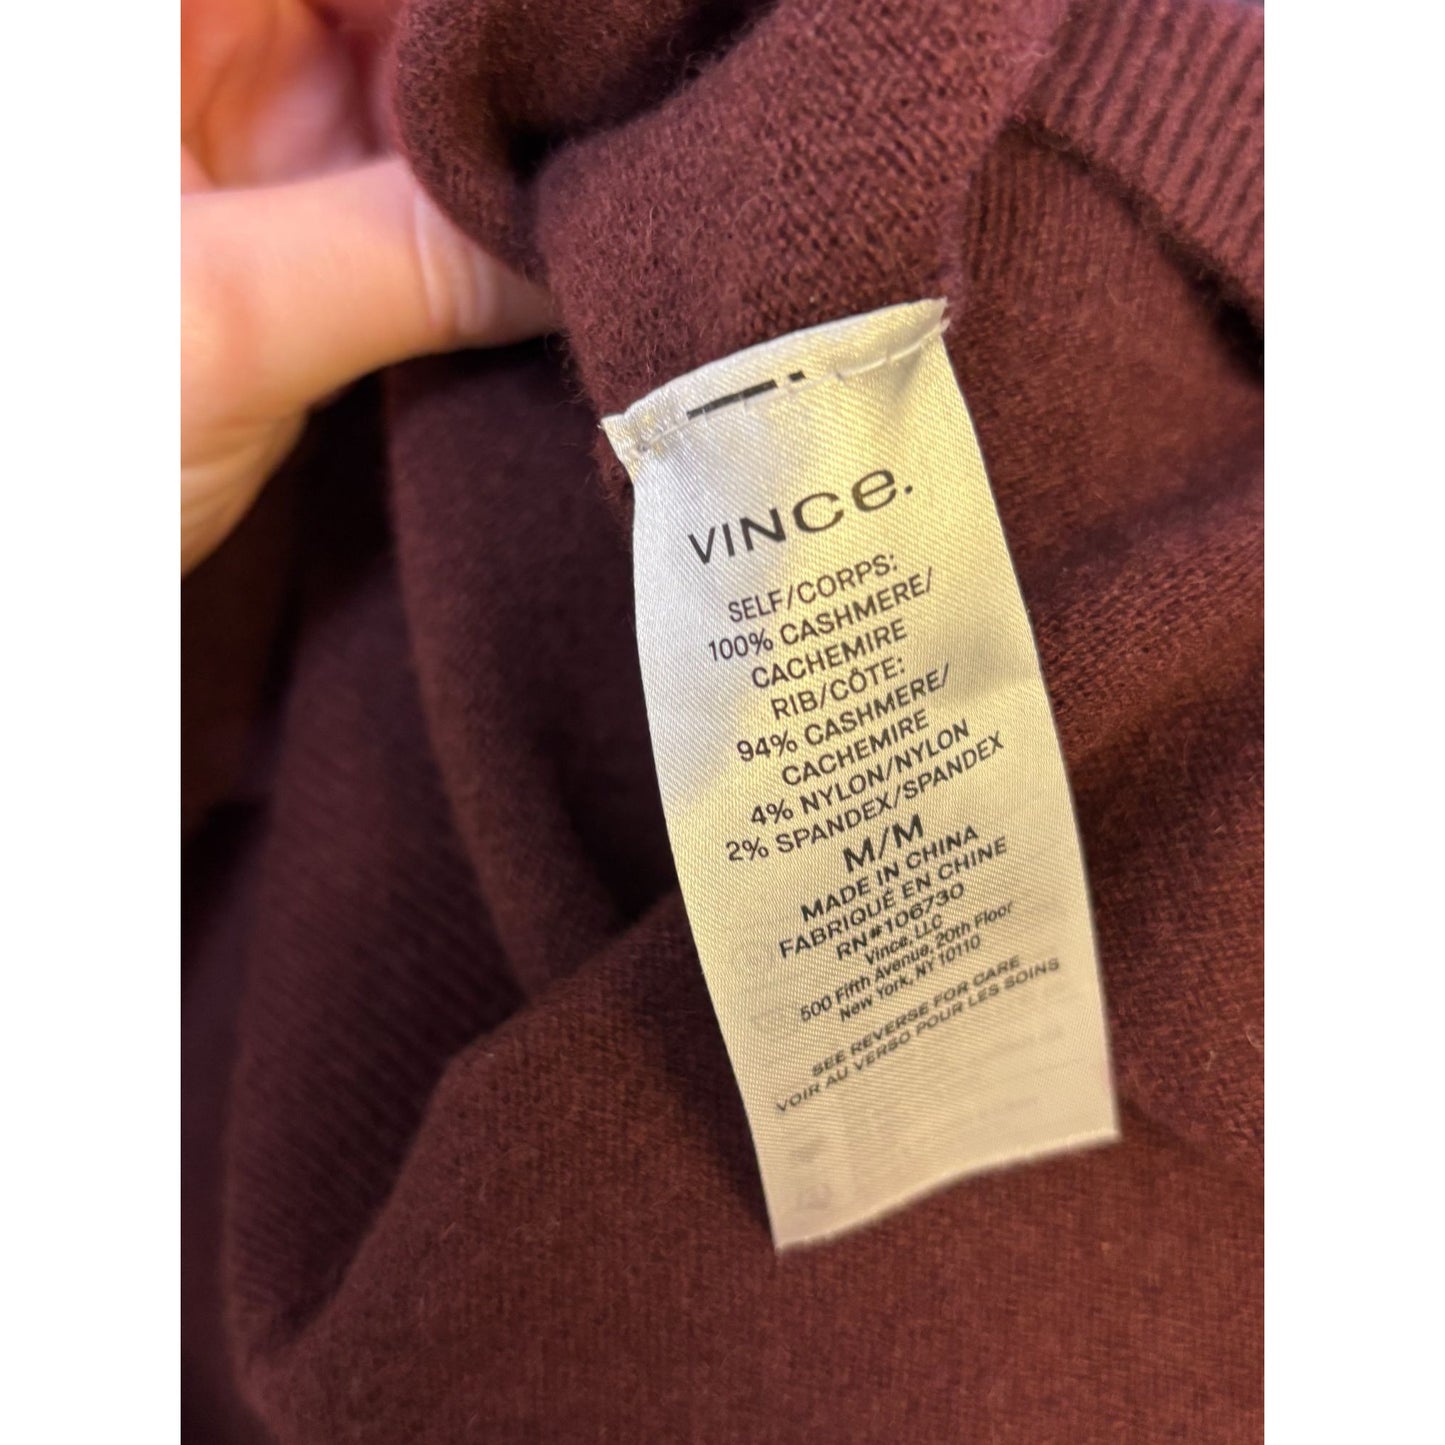 VINCe.
SELF/CORPS:
100% CASHMERE/
CACHEMIRE
RIB/CÔTE:
94% CASHMERE/
CACHEMIRE
4% NYLON/NYLON
2% SPANDEX/SPANDEX
M/M
MADE IN CHINA
FABRIQUÉ EN CHINE
RN#106730
Vince, LLC
500 Fifth Avenue, 20th Floor
New York, NY 10110
SEE REVERSE FOR CARE
VOIR AU VERSO POUR LES SOINS